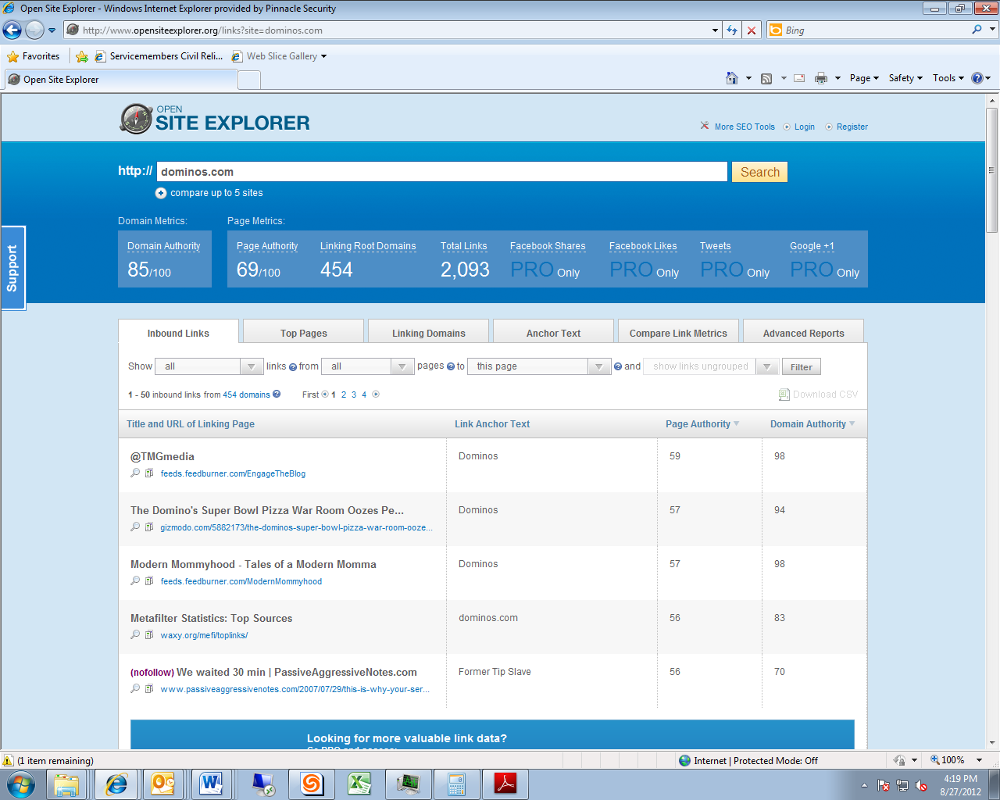 Open Site Explorer - Windows Internet Explorer provided by Pinnacle Security
http://www.opensiteexplorer.org/links?site=dominos.com
Bing
Favorites
Servicemembers Civil Reli...
Web Slice Gallery
Open Site Explorer
Page
Safety
Tools
OPEN
SITE EXPLORER
More SEO Tools
Login
Register
http://
dominos.com
Search
compare up to 5 sites
Domain Metrics:
Page Metrics:
Domain Authority
Page Authority
Linking Root Domains
Total Links
Facebook Shares
Facebook Likes
Tweets
Google +1
85/100
69/100
454
2,093
PRO Only
PRO Only
PRO Only
PRO Only
Support
Inbound Links
Top Pages
Linking Domains
Anchor Text
Compare Link Metrics
Advanced Reports
Show all links from all pages to this page and show links ungrouped Filter
1 - 50 inbound links from 454 domains
First 1 2 3 4
Download CSV
Title and URL of Linking Page
Link Anchor Text
Page Authority
Domain Authority
@TMGmedia
Dominos
59
98
feeds.feedburner.com/EngageTheBlog
The Domino's Super Bowl Pizza War Room Oozes Pe...
Dominos
57
94
gizmodo.com/5882173/the-dominos-super-bowl-pizza-war-room-ooze...
Modern Mommyhood - Tales of a Modern Momma
Dominos
57
98
feeds.feedburner.com/ModernMommyhood
Metafilter Statistics: Top Sources
dominos.com
56
83
waxy.org/mefi/toplinks/
(nofollow) We waited 30 min | PassiveAggressiveNotes.com
Former Tip Slave
56
70
www.passiveaggressivenotes.com/2007/07/29/this-is-why-your-ser...
Looking for more valuable link data?
Go PRO and access:
(1 item remaining)
Internet | Protected Mode: Off
100%
4:19 PM
8/27/2012